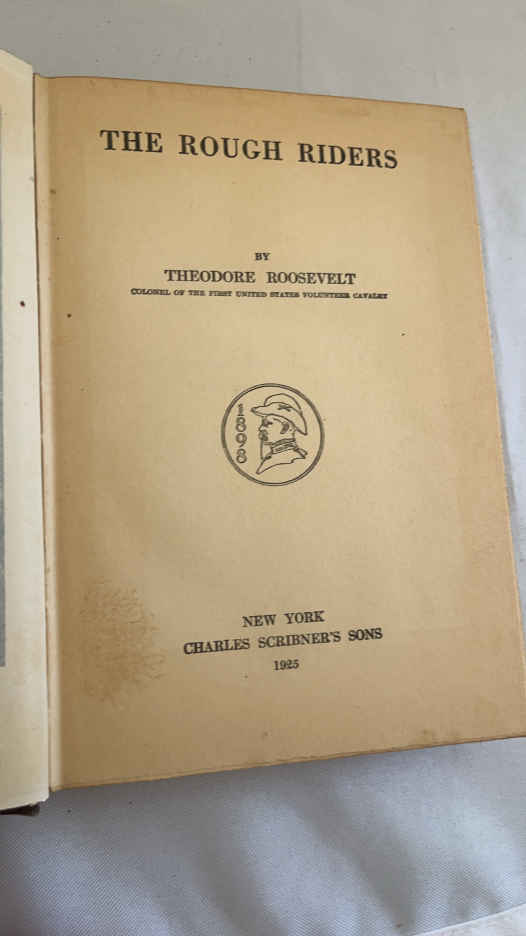 THE ROUGH RIDERS
BY
THEODORE ROOSEVELT
COLONEL OF THE FIRST UNITED STATES VOLUNTEER CAVALRY
1898
NEW YORK
CHARLES SCRIBNER'S SONS
1925